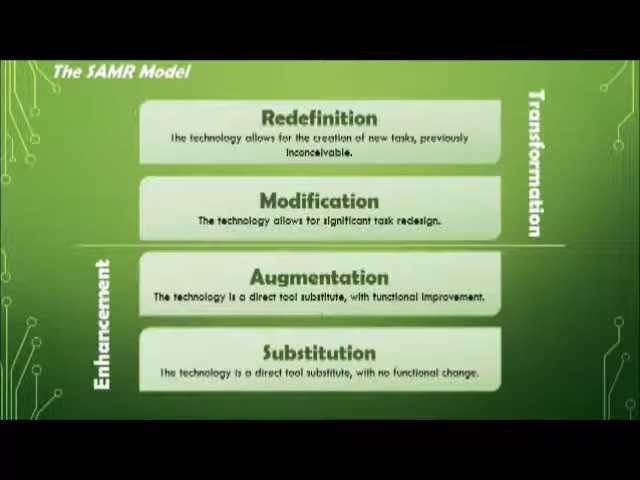 The SAMR Model
Redefinition
The technology allows for the creation of new tasks, previously
inconceivable.
Transformation
Modification
The technology allows for significant task redesign.
Augmentation
The technology is a direct tool substitute, with functional improvement.
Enhancement
Substitution
The technology is a direct tool substitute, with no functional change.